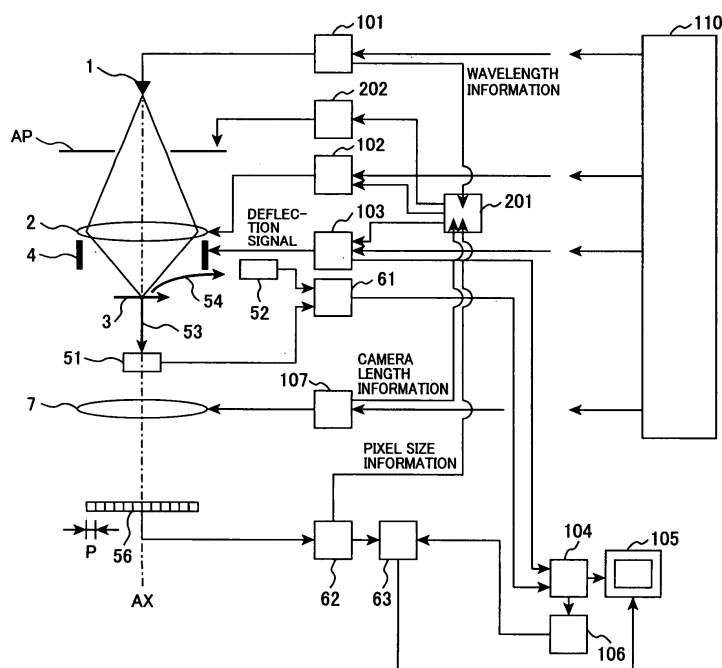 101
110
1
WAVELENGTH
INFORMATION
202
AP
102
201
2
DEFLEC-
TION
SIGNAL
103
4
54
52
61
3
53
51
CAMERA
LENGTH
INFORMATION
107
7
PIXEL SIZE
INFORMATION
P
56
62
63
104
105
AX
106